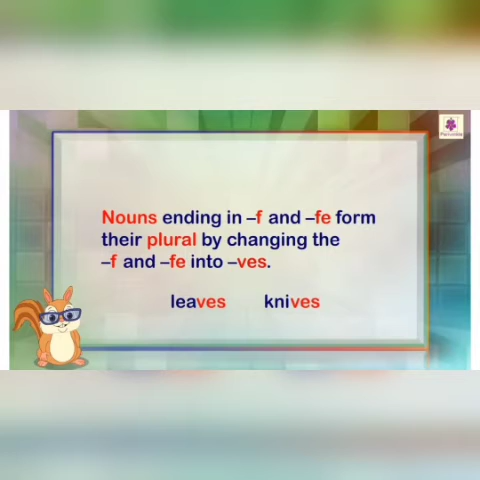 Nouns ending in –f and –fe form
their plural by changing the
–f and –fe into –ves.
leaves knives